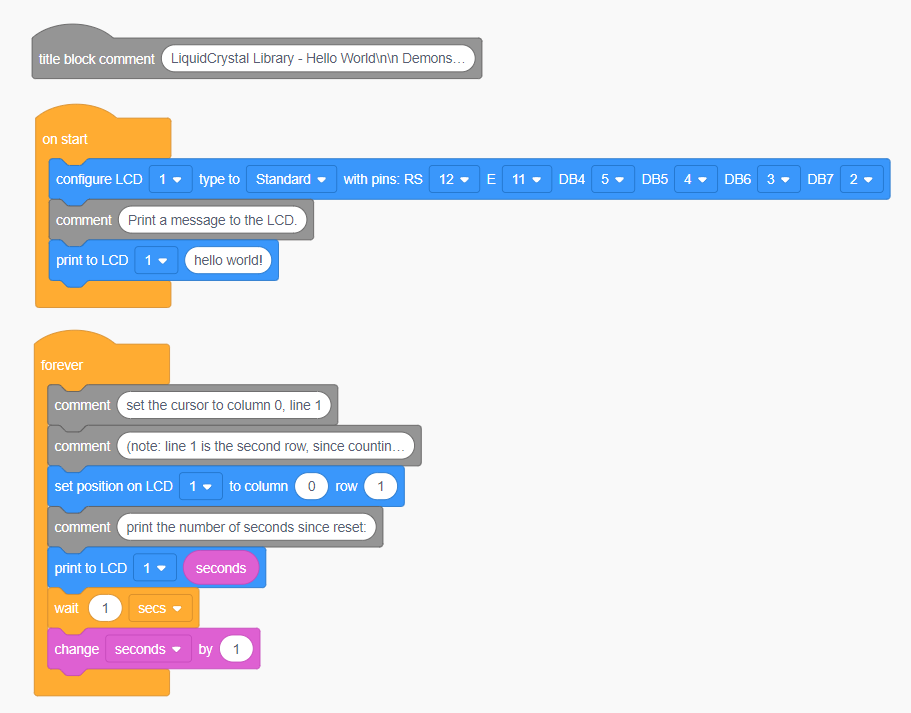 title block comment LiquidCrystal Library - Hello World\n\n Demons...
on start
configure LCD 1 type to Standard with pins: RS 12 E 11 DB4 5 DB5 4 DB6 3 DB7 2
comment Print a message to the LCD.
print to LCD 1 hello world!
forever
comment set the cursor to column 0, line 1
comment (note: line 1 is the second row, since countin...
set position on LCD 1 to column 0 row 1
comment print the number of seconds since reset:
print to LCD 1 seconds
wait 1 secs
change seconds by 1